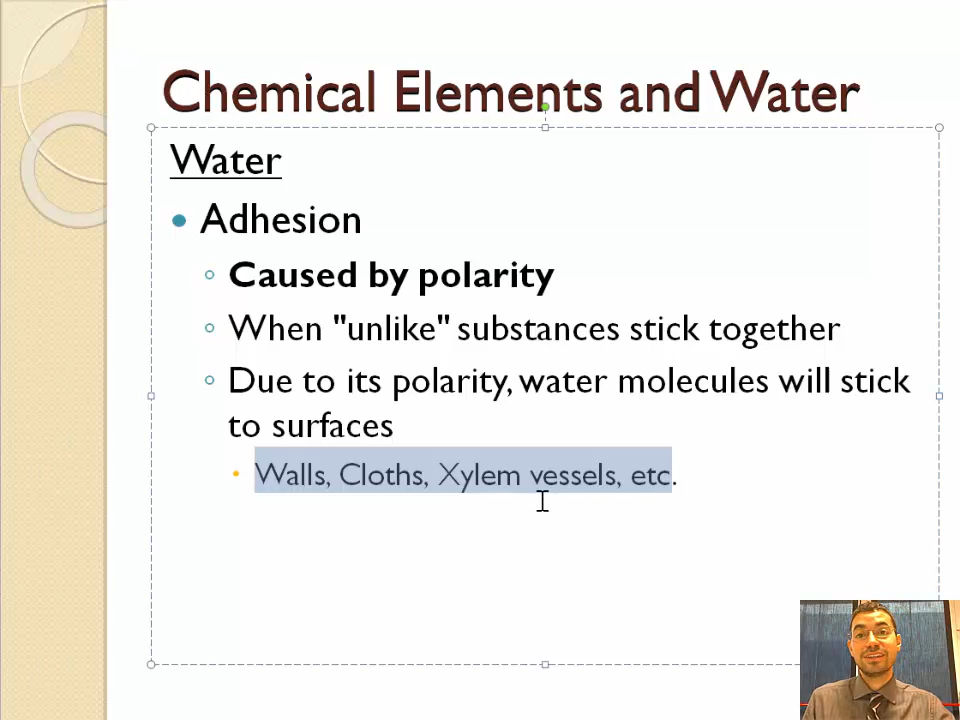 Chemical Elements and Water
Water
Adhesion
Caused by polarity
When "unlike" substances stick together
Due to its polarity, water molecules will stick
to surfaces
Walls, Cloths, Xylem vessels, etc.